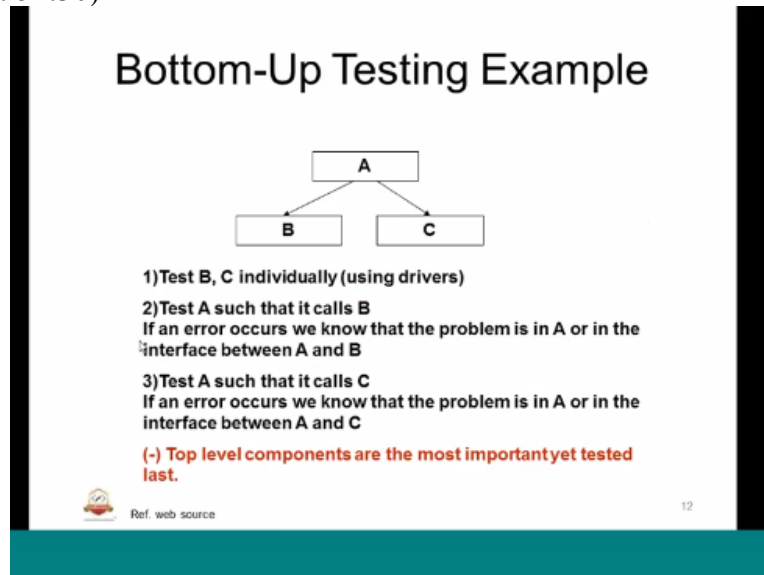 Bottom-Up Testing Example
A
B
C
1)Test B, C individually (using drivers)
2)Test A such that it calls B
If an error occurs we know that the problem is in A or in the
interface between A and B
3)Test A such that it calls C
If an error occurs we know that the problem is in A or in the
interface between A and C
(-) Top level components are the most important yet tested
last.
Ref. web source
12